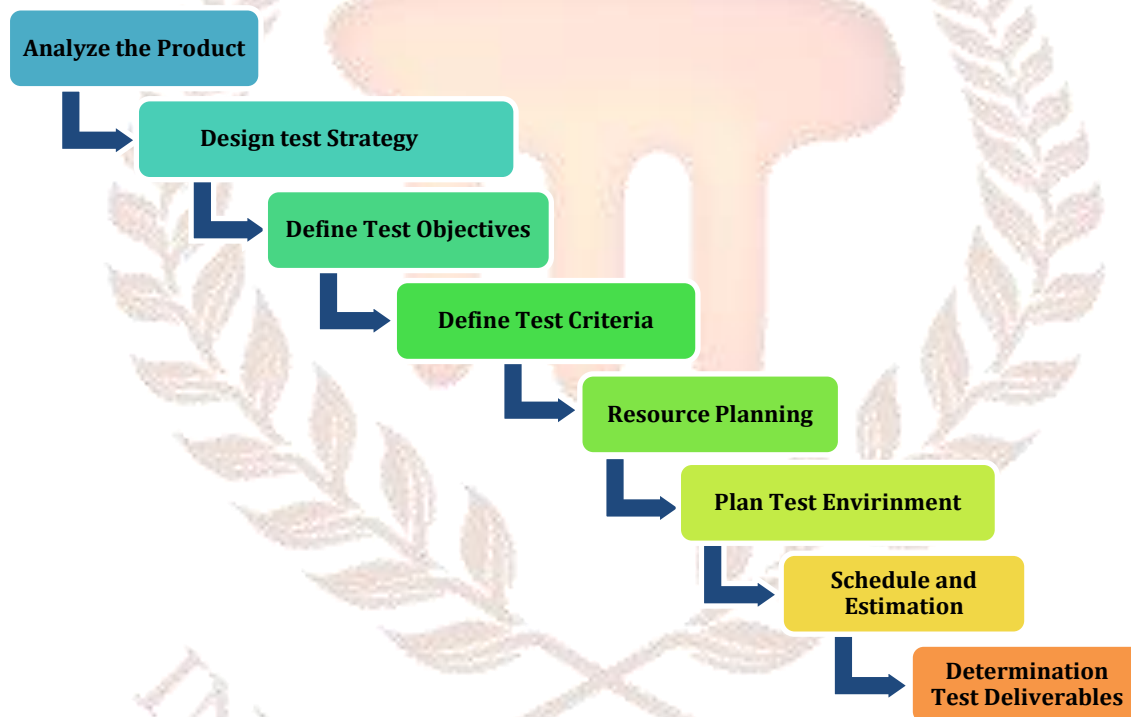 Analyze the Product
Design test Strategy
Define Test Objectives
Define Test Criteria
Resource Planning
Plan Test Envirinment
Schedule and
Estimation
Determination
Test Deliverables